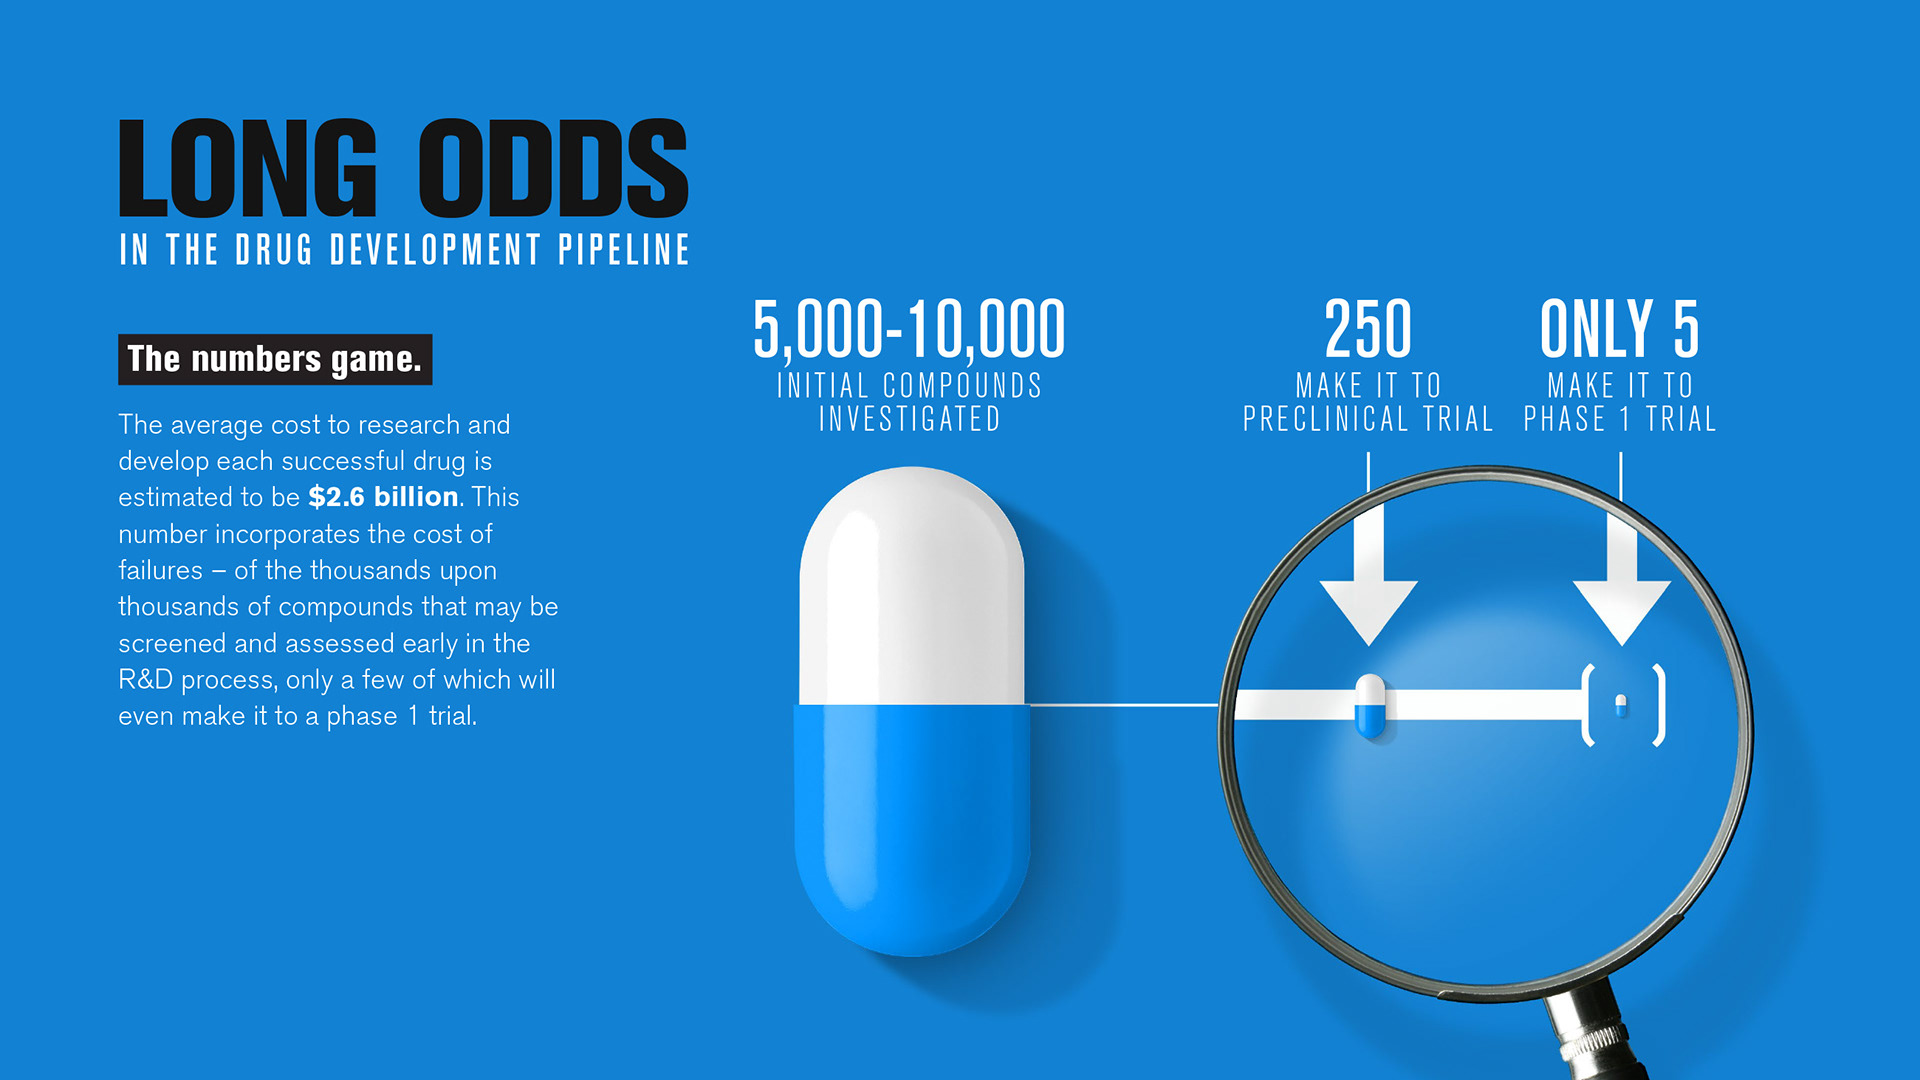 LONG ODDS
IN THE DRUG DEVELOPMENT PIPELINE
The numbers game.
The average cost to research and
develop each successful drug is
estimated to be $2.6 billion. This
number incorporates the cost of
failures – of the thousands upon
thousands of compounds that may be
screened and assessed early in the
R&D process, only a few of which will
even make it to a phase 1 trial.
5,000-10,000
INITIAL COMPOUNDS
INVESTIGATED
250
MAKE IT TO
PRECLINICAL TRIAL
ONLY 5
MAKE IT TO
PHASE 1 TRIAL